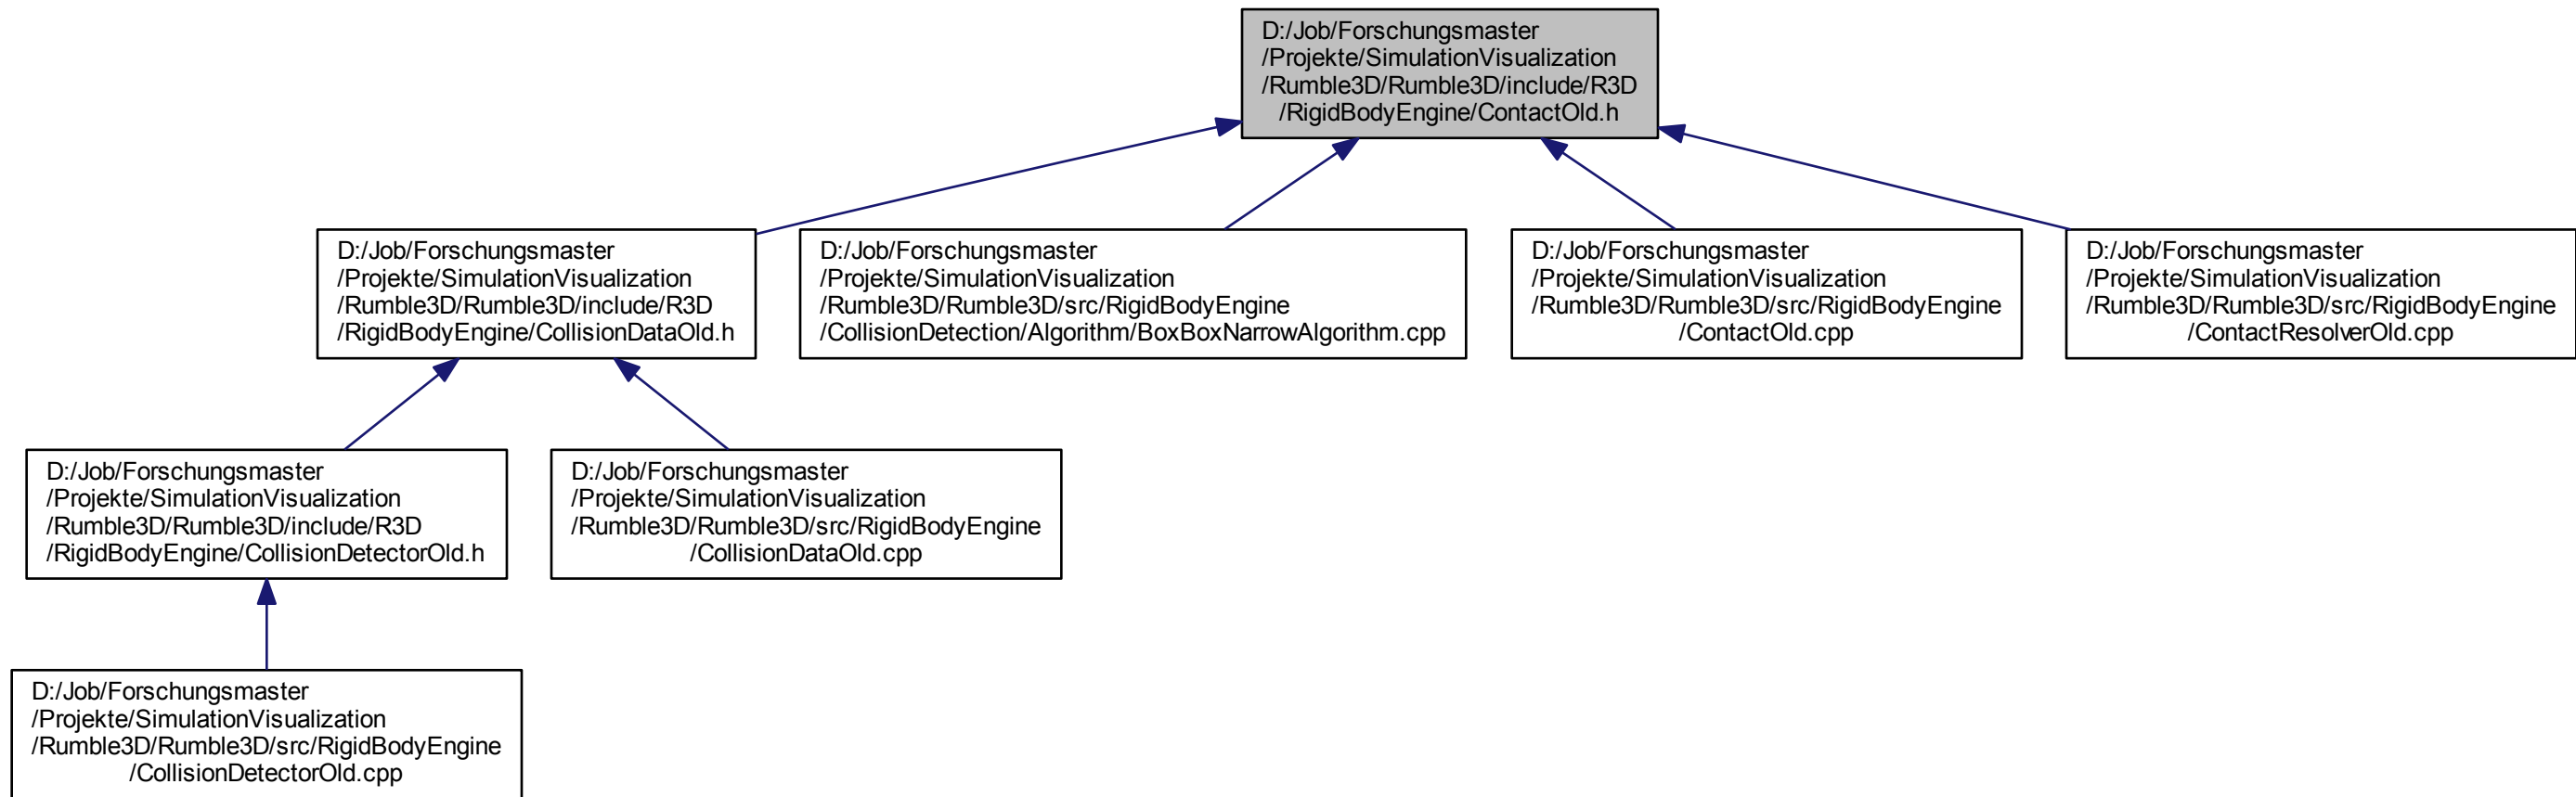 D:/Job/Forschungsmaster
/Projekte/SimulationVisualization
/Rumble3D/Rumble3D/include/R3D
/RigidBodyEngine/ContactOld.h
D:/Job/Forschungsmaster
/Projekte/SimulationVisualization
/Rumble3D/Rumble3D/include/R3D
/RigidBodyEngine/CollisionDataOld.h
D:/Job/Forschungsmaster
/Projekte/SimulationVisualization
/Rumble3D/Rumble3D/src/RigidBodyEngine
/CollisionDetection/Algorithm/BoxBoxNarrowAlgorithm.cpp
D:/Job/Forschungsmaster
/Projekte/SimulationVisualization
/Rumble3D/Rumble3D/src/RigidBodyEngine
/ContactOld.cpp
D:/Job/Forschungsmaster
/Projekte/SimulationVisualization
/Rumble3D/Rumble3D/src/RigidBodyEngine
/ContactResolverOld.cpp
D:/Job/Forschungsmaster
/Projekte/SimulationVisualization
/Rumble3D/Rumble3D/include/R3D
/RigidBodyEngine/CollisionDetectorOld.h
D:/Job/Forschungsmaster
/Projekte/SimulationVisualization
/Rumble3D/Rumble3D/src/RigidBodyEngine
/CollisionDataOld.cpp
D:/Job/Forschungsmaster
/Projekte/SimulationVisualization
/Rumble3D/Rumble3D/src/RigidBodyEngine
/CollisionDetectorOld.cpp